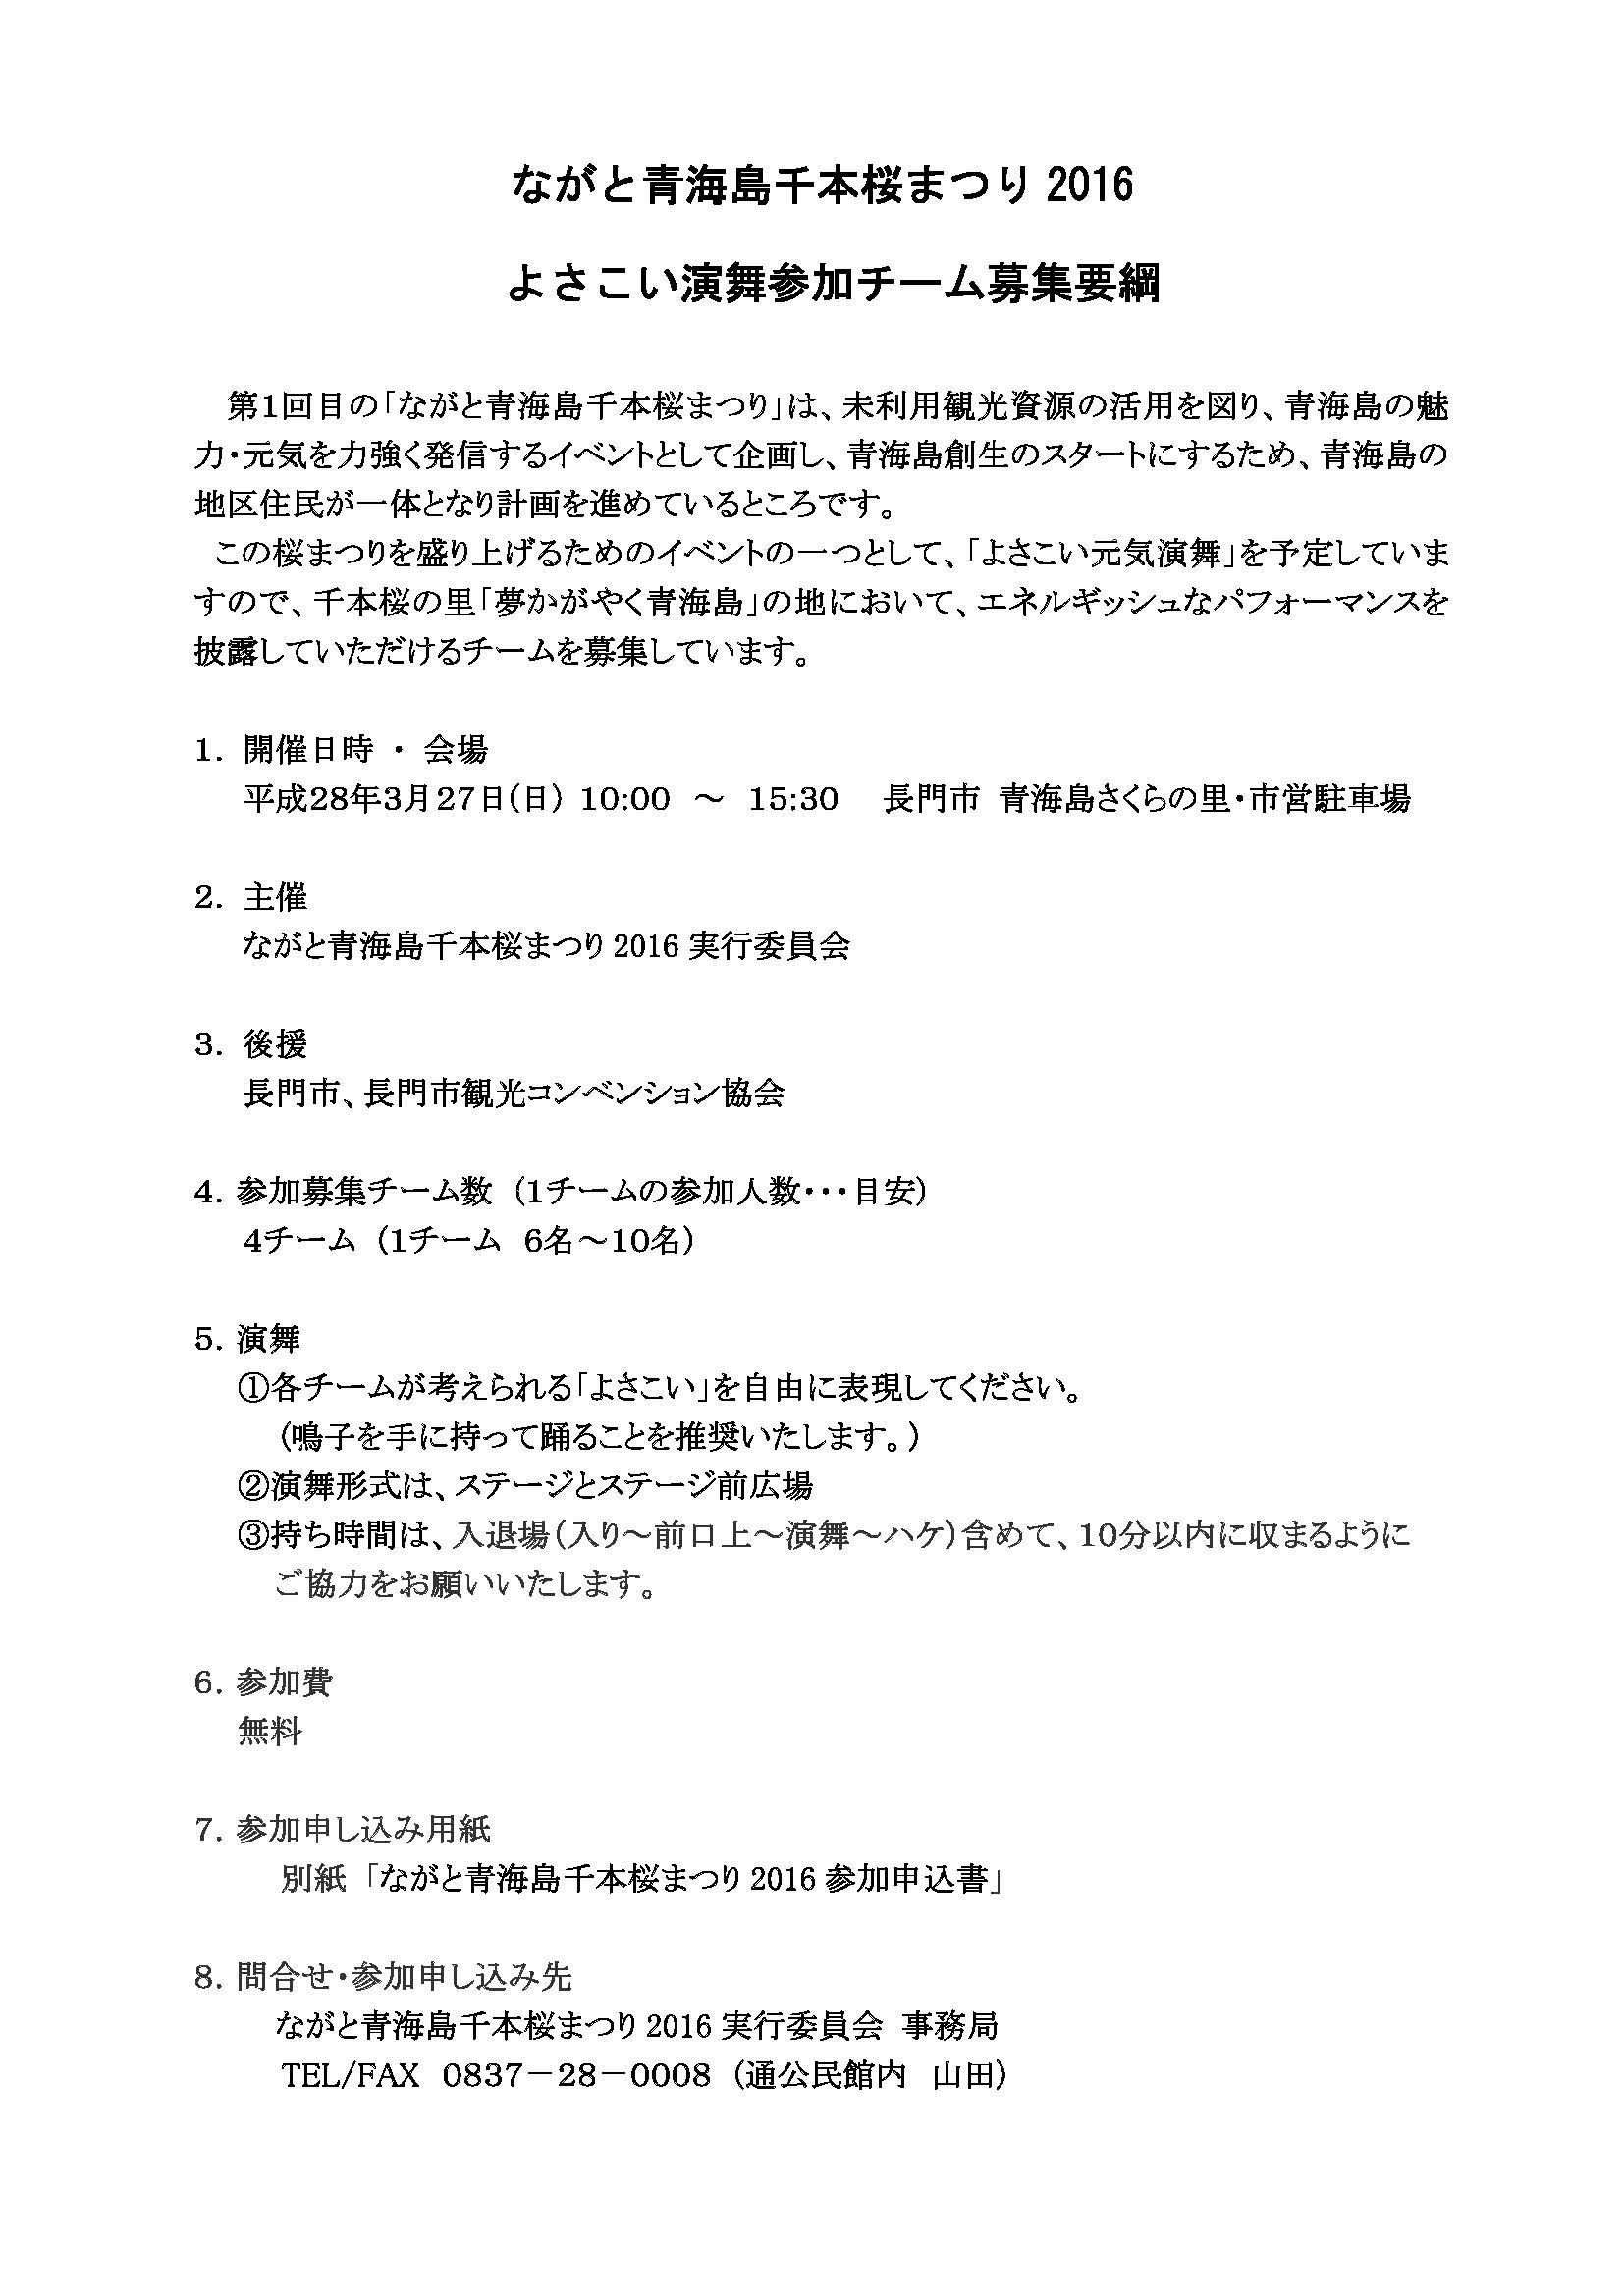 ながと青海島千本桜まつり 2016
よさこい演舞参加チーム募集要綱
第1回目の「ながと青海島千本桜まつり」は、未利用観光資源の活用を図り、青海島の魅
力・元気を力強く発信するイベントとして企画し、青海島創生のスタートにするため、青海島の
地区住民が一体となり計画を進めているところです。
この桜まつりを盛り上げるためのイベントの一つとして、「よさこい元気演舞」を予定していま
すので、千本桜の里「夢かがやく青海島」の地において、エネルギッシュなパフォーマンスを
披露していただけるチームを募集しています。
1. 開催日時 ・ 会場
平成28年3月27日(日) 10:00 ～ 15:30 長門市 青海島さくらの里・市営駐車場
2. 主催
ながと青海島千本桜まつり 2016 実行委員会
3. 後援
長門市、長門市観光コンベンション協会
4. 参加募集チーム数 (1チームの参加人数・・・目安)
4チーム (1チーム 6名～10名)
5. 演舞
①各チームが考えられる「よさこい」を自由に表現してください。
(鳴子を手に持って踊ることを推奨いたします。)
②演舞形式は、ステージとステージ前広場
③持ち時間は、入退場(入り～前口上～演舞～ハケ)含めて、10分以内に収まるように
ご協力をお願いいたします。
6. 参加費
無料
7. 参加申し込み用紙
別紙 「ながと青海島千本桜まつり 2016 参加申込書」
8. 問合せ・参加申し込み先
ながと青海島千本桜まつり 2016 実行委員会 事務局
TEL/FAX 0837－28－0008 (通公民館内 山田)